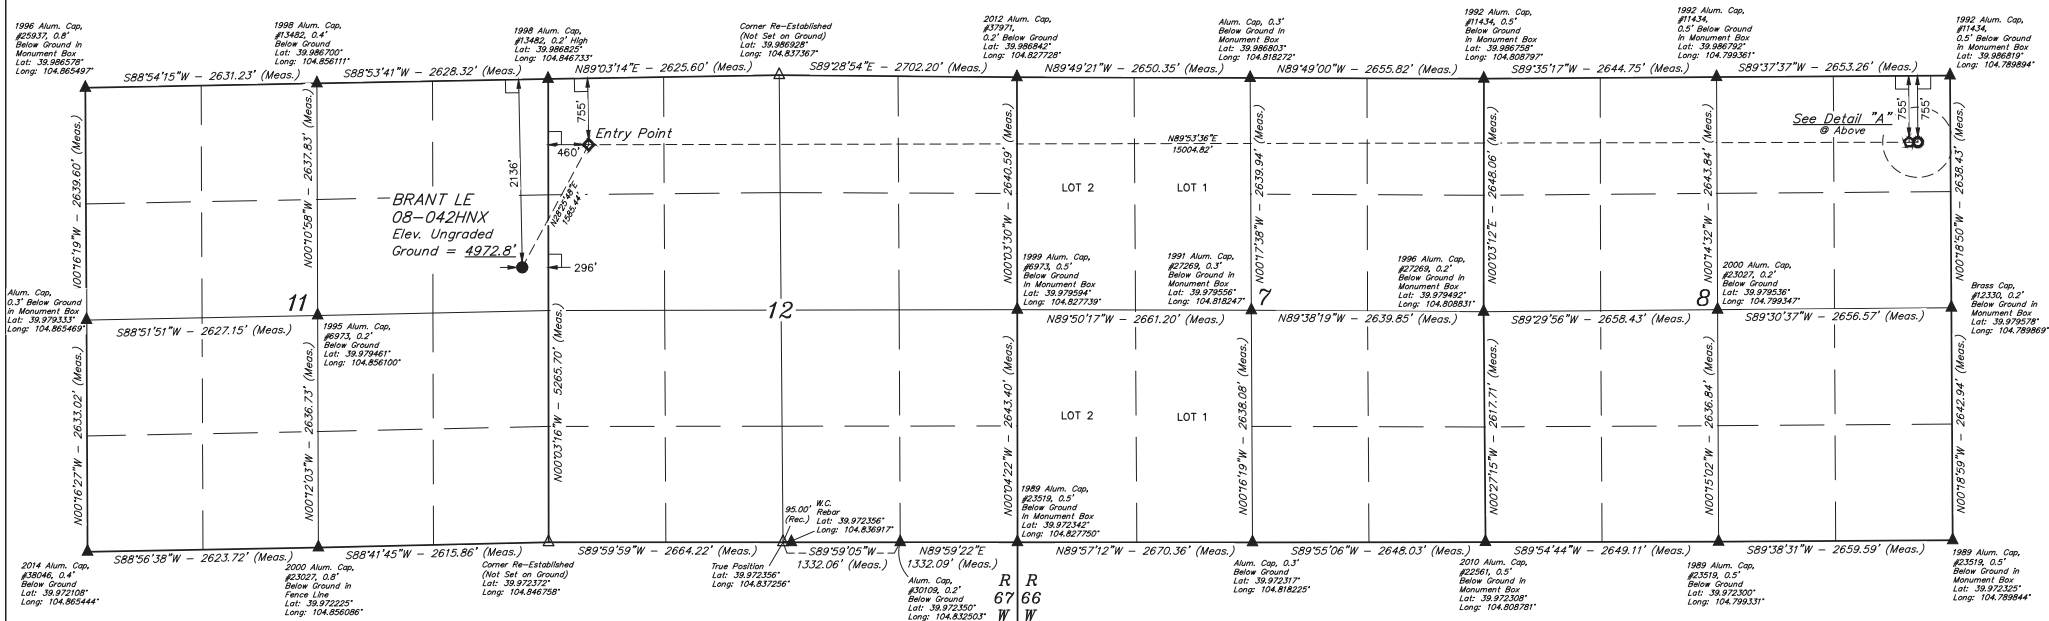 1996 Alum. Cap,
#25937, 0.8'
Below Ground in
Monument Box
Lat: 39.986578°
Long: 104.865497°
1998 Alum. Cap,
#13482, 0.4'
Below Ground
Lat: 39.986700°
Long: 104.856111°
1998 Alum. Cap,
#13482, 0.2' High
Lat: 39.986825°
Long: 104.846733°
Corner Re-Established
(Not Set on Ground)
Lat: 39.986928°
Long: 104.837367°
2012 Alum. Cap,
#37971,
0.2' Below Ground
Lat: 39.986842°
Long: 104.827728°
Alum. Cap, 0.3'
Below Ground in
Monument Box
Lat: 39.986803°
Long: 104.818272°
1992 Alum. Cap,
#11434, 0.5'
Below Ground
in Monument Box
Lat: 39.986758°
Long: 104.808797°
1992 Alum. Cap,
#11434,
0.5' Below Ground
in Monument Box
Lat: 39.986792°
Long: 104.799361°
1992 Alum. Cap,
#11434,
0.5' Below Ground
in Monument Box
Lat: 39.986819°
Long: 104.789894°
S88°54'15"W - 2631.23' (Meas.)
S88°53'41"W - 2628.32' (Meas.)
N89°03'14"E - 2625.60' (Meas.)
S89°28'54"E - 2702.20' (Meas.)
N89°49'21"W - 2650.35' (Meas.)
N89°49'00"W - 2655.82' (Meas.)
S89°35'17"W - 2644.75' (Meas.)
S89°37'37"W - 2653.26' (Meas.)
N00°10'58"W - 2637.83' (Meas.)
N00°03'30"W - 2640.59' (Meas.)
N00°17'38"W - 2639.94' (Meas.)
N00°03'12"E - 2648.06' (Meas.)
N00°14'32"W - 2643.84' (Meas.)
N00°18'50"W - 2638.43' (Meas.)
755'
Entry Point
460'
2136'
N89°53'36"E
15004.82'
See Detail "A"
@ Above
755'
755'
BRANT LE
08-042HNX
Elev. Ungraded
Ground = 4972.8'
N28°25'48"E
1585.44'
296'
LOT 2
LOT 1
Alum. Cap,
0.3' Below Ground
in Monument Box
Lat: 39.979333°
Long: 104.865469°
11
12
7
8
1995 Alum. Cap,
#6973, 0.2'
Below Ground
Lat: 39.979461°
Long: 104.856100°
1999 Alum. Cap,
#6973, 0.5'
Below Ground
in Monument Box
Lat: 39.979594°
Long: 104.827739°
1991 Alum. Cap,
#27269, 0.3'
Below Ground in
Monument Box
Lat: 39.979556°
Long: 104.818247°
1996 Alum. Cap,
#27269, 0.2'
Below Ground in
Monument Box
Lat: 39.979492°
Long: 104.808831°
2000 Alum. Cap,
#23027, 0.2'
Below Ground
Lat: 39.979536°
Long: 104.799347°
Brass Cap,
#12330, 0.2'
Below Ground in
Monument Box
Lat: 39.979578°
Long: 104.789869°
S88°51'51"W - 2627.15' (Meas.)
N89°50'17"W - 2661.20' (Meas.)
N89°38'19"W - 2639.85' (Meas.)
S89°29'56"W - 2658.43' (Meas.)
S89°30'37"W - 2656.57' (Meas.)
N00°16'27"W - 2633.02' (Meas.)
N00°12'03"W - 2636.73' (Meas.)
N00°03'16"W - 5265.70' (Meas.)
N00°04'22"W - 2643.40' (Meas.)
N00°16'19"W - 2638.08' (Meas.)
N00°27'15"W - 2617.71' (Meas.)
N00°15'02"W - 2636.84' (Meas.)
N00°18'59"W - 2642.94' (Meas.)
LOT 2
LOT 1
95.00'
(Rec.)
W.C.
Rebar
Lat: 39.972356°
Long: 104.836917°
1989 Alum. Cap,
#23519, 0.5'
Below Ground
in Monument Box
Lat: 39.972342°
Long: 104.827750°
S88°56'38"W - 2623.72' (Meas.)
S88°41'45"W - 2615.86' (Meas.)
S89°59'59"W - 2664.22' (Meas.)
S89°59'05"W
1332.06' (Meas.)
N89°59'22"E
1332.09' (Meas.)
N89°57'12"W - 2670.36' (Meas.)
S89°55'06"W - 2648.03' (Meas.)
S89°54'44"W - 2649.11' (Meas.)
S89°38'31"W - 2659.59' (Meas.)
2014 Alum. Cap,
#38046, 0.4'
Below Ground
Lat: 39.972108°
Long: 104.865444°
2000 Alum. Cap,
#23027, 0.8'
Below Ground in
Fence Line
Lat: 39.972225°
Long: 104.856086°
Corner Re-Established
(Not Set on Ground)
Lat: 39.972372°
Long: 104.846758°
True Position
Lat: 39.972356°
Long: 104.837256°
Alum. Cap,
#30109, 0.2'
Below Ground
Lat: 39.972350°
Long: 104.832503°
R R
67 66
W W
Alum. Cap, 0.3'
Below Ground
Lat: 39.972317°
Long: 104.818225°
2010 Alum. Cap,
#22561, 0.5'
Below Ground in
Monument Box
Lat: 39.972308°
Long: 104.808781°
1989 Alum. Cap,
#23519, 0.5'
Below Ground
Lat: 39.972300°
Long: 104.799331°
1989 Alum. Cap,
#23519, 0.5'
Below Ground in
Monument Box
Lat: 39.972325°
Long: 104.789844°